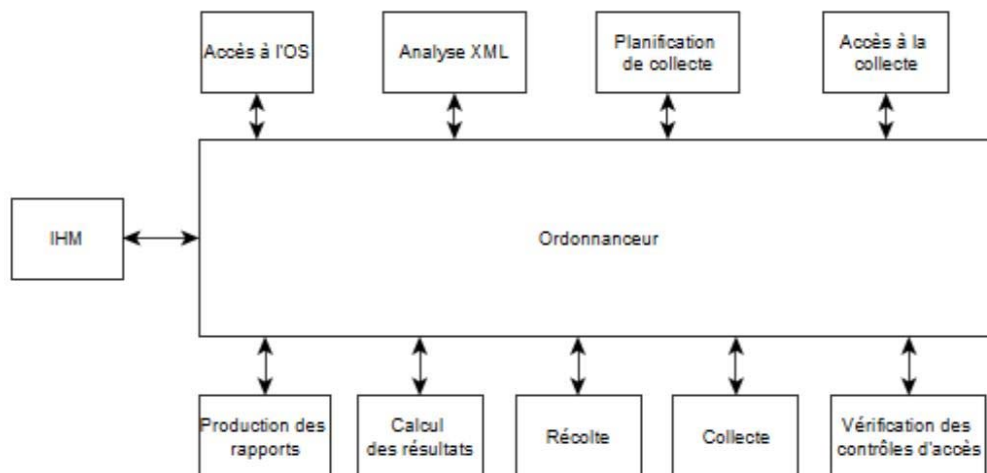 Accès à l'OS
Analyse XML
Planification
de collecte
Accès à la
collecte
IHM
Ordonnanceur
Production des
rapports
Calcul
des résultats
Récolte
Collecte
Vérification des
contrôles d'accès